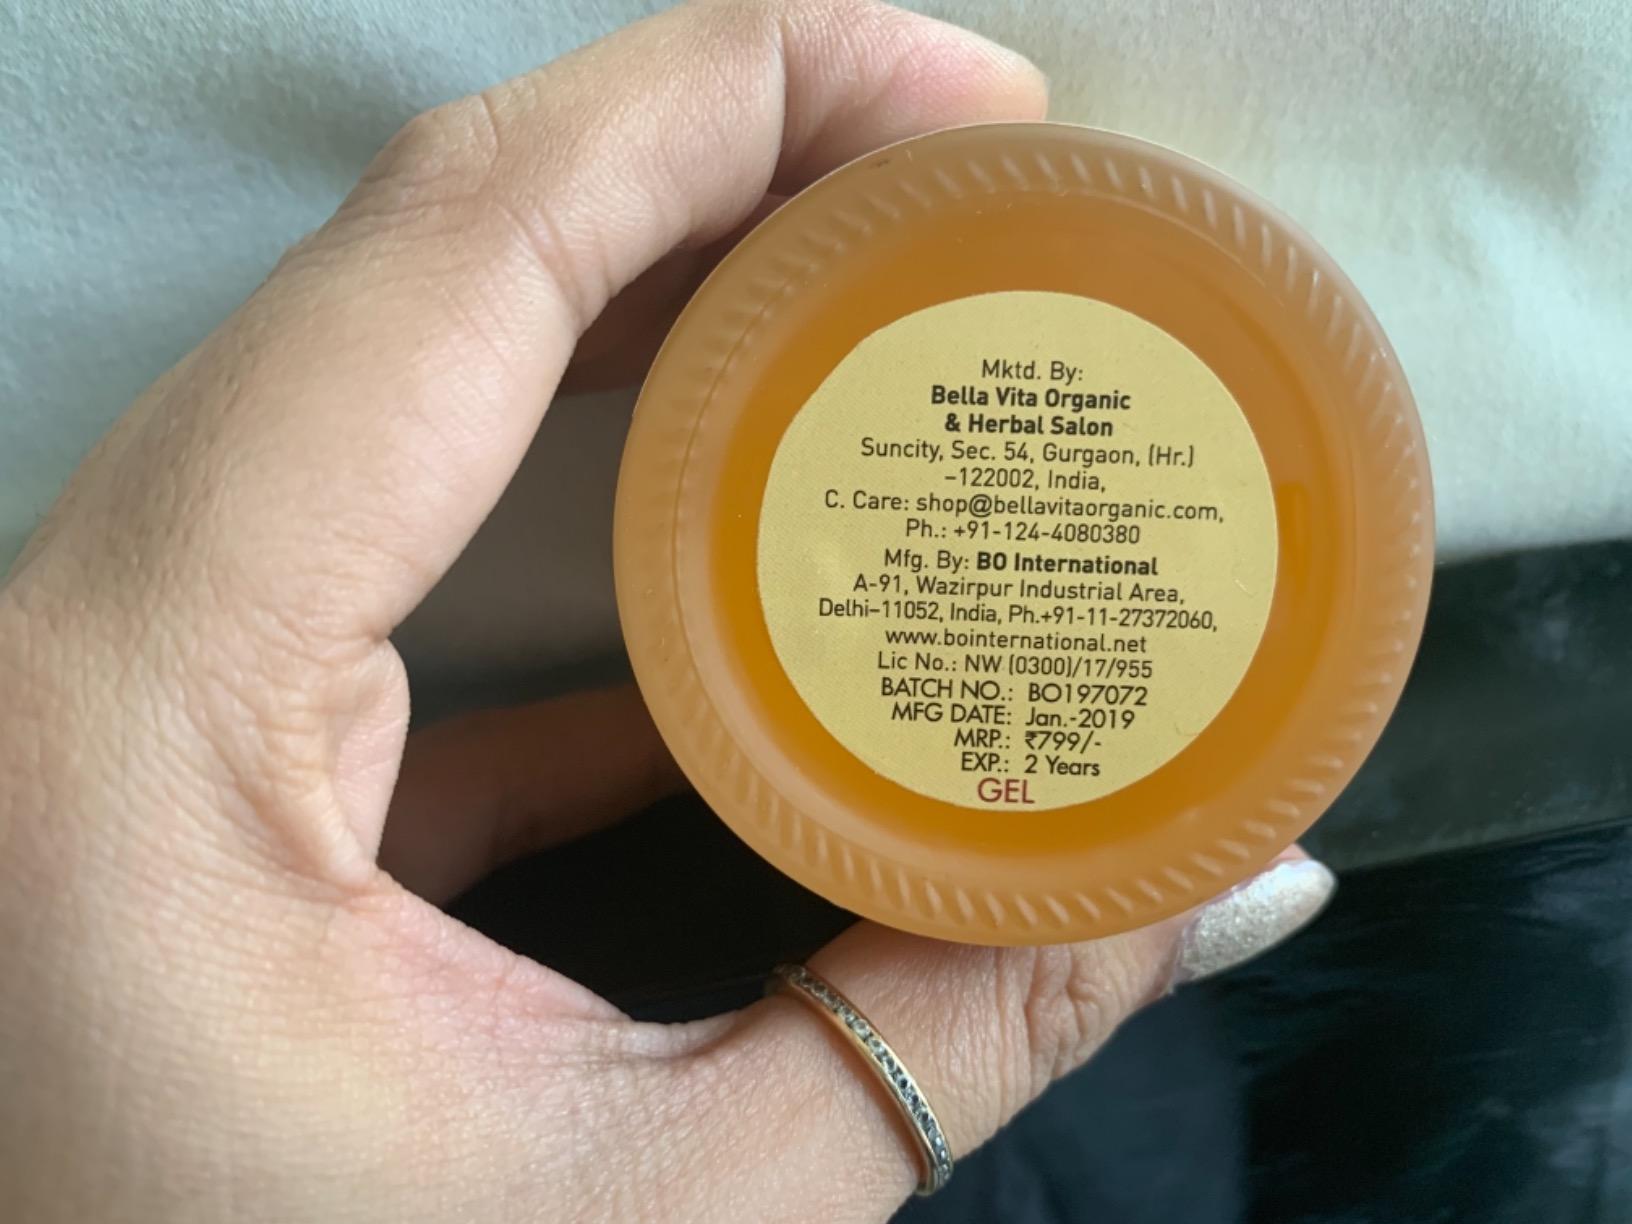 Mktd. By:
Bella Vita Organic
& Herbal Salon
Suncity, Sec. 54, Gurgaon, (Hr.)
-122002, India,
C. Care: shop@bellavitaorganic.com,
Ph.: +91-124-4080380
Mfg. By: BO International
A-91, Wazirpur Industrial Area,
Delhi-11052, India, Ph.+91-11-27372060,
www.bointernational.net
Lic No.: NW (0300)/17/955
BATCH NO.: BO197072
MFG DATE: Jan.-2019
MRP.: ₹799/-
EXP.: 2 Years
GEL